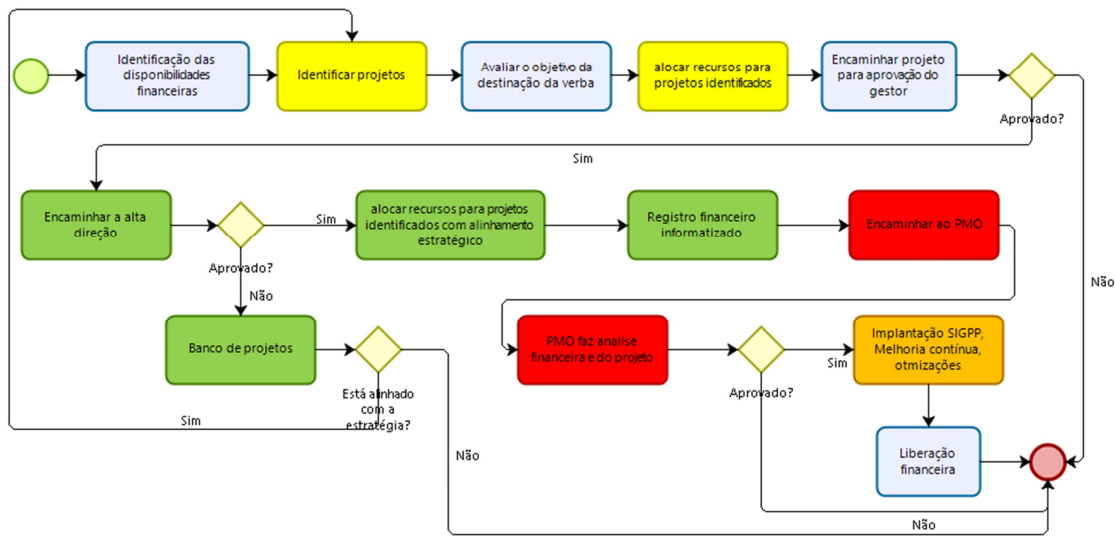 Identificação das
disponibilidades
financeiras
Identificar projetos
Avaliar o objetivo da
destinação da verba
alocar recursos para
projetos identificados
Encaminhar projeto
para aprovação do
gestor
Aprovado?
Sim
Encaminhar a alta
direção
Sim
alocar recursos para projetos
identificados com alinhamento
estratégico
Registro financeiro
informatizado
Encaminhar ao PMO
Aprovado?
Não
Não
Banco de projetos
PMO faz analise
financeira e do projeto
Implantação SIGPP,
Melhoria contínua,
otmizações
Sim
Está alinhado
com a
estratégia?
Aprovado?
Sim
Não
Liberação
financeira
Não